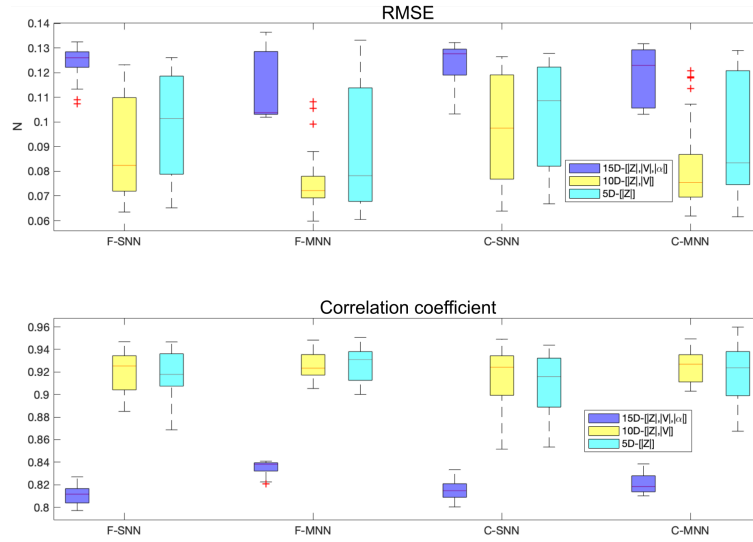 RMSE
0.14
0.13
0.12
0.11
0.1
0.09
0.08
0.07
0.06
N
15D-[|Z|,|V|,α|]
10D-[|Z|,|V|]
5D-[|Z|]
F-SNN F-MNN C-SNN C-MNN
Correlation coefficient
0.96
0.94
0.92
0.9
0.88
0.86
0.84
0.82
0.8
15D-[|Z|,|V|,|α|]
10D-[|Z|,|V|]
5D-[|Z|]
F-SNN F-MNN C-SNN C-MNN